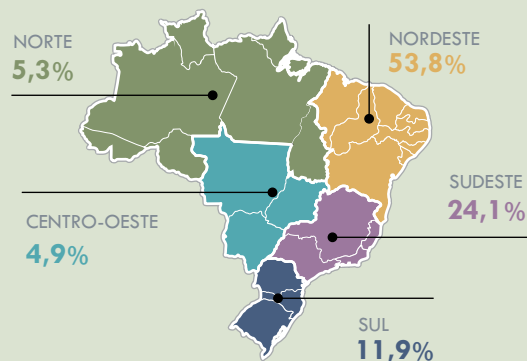 NORTE
5,3%
NORDESTE
53,8%
SUDESTE
24,1%
CENTRO-OESTE
4,9%
SUL
11,9%